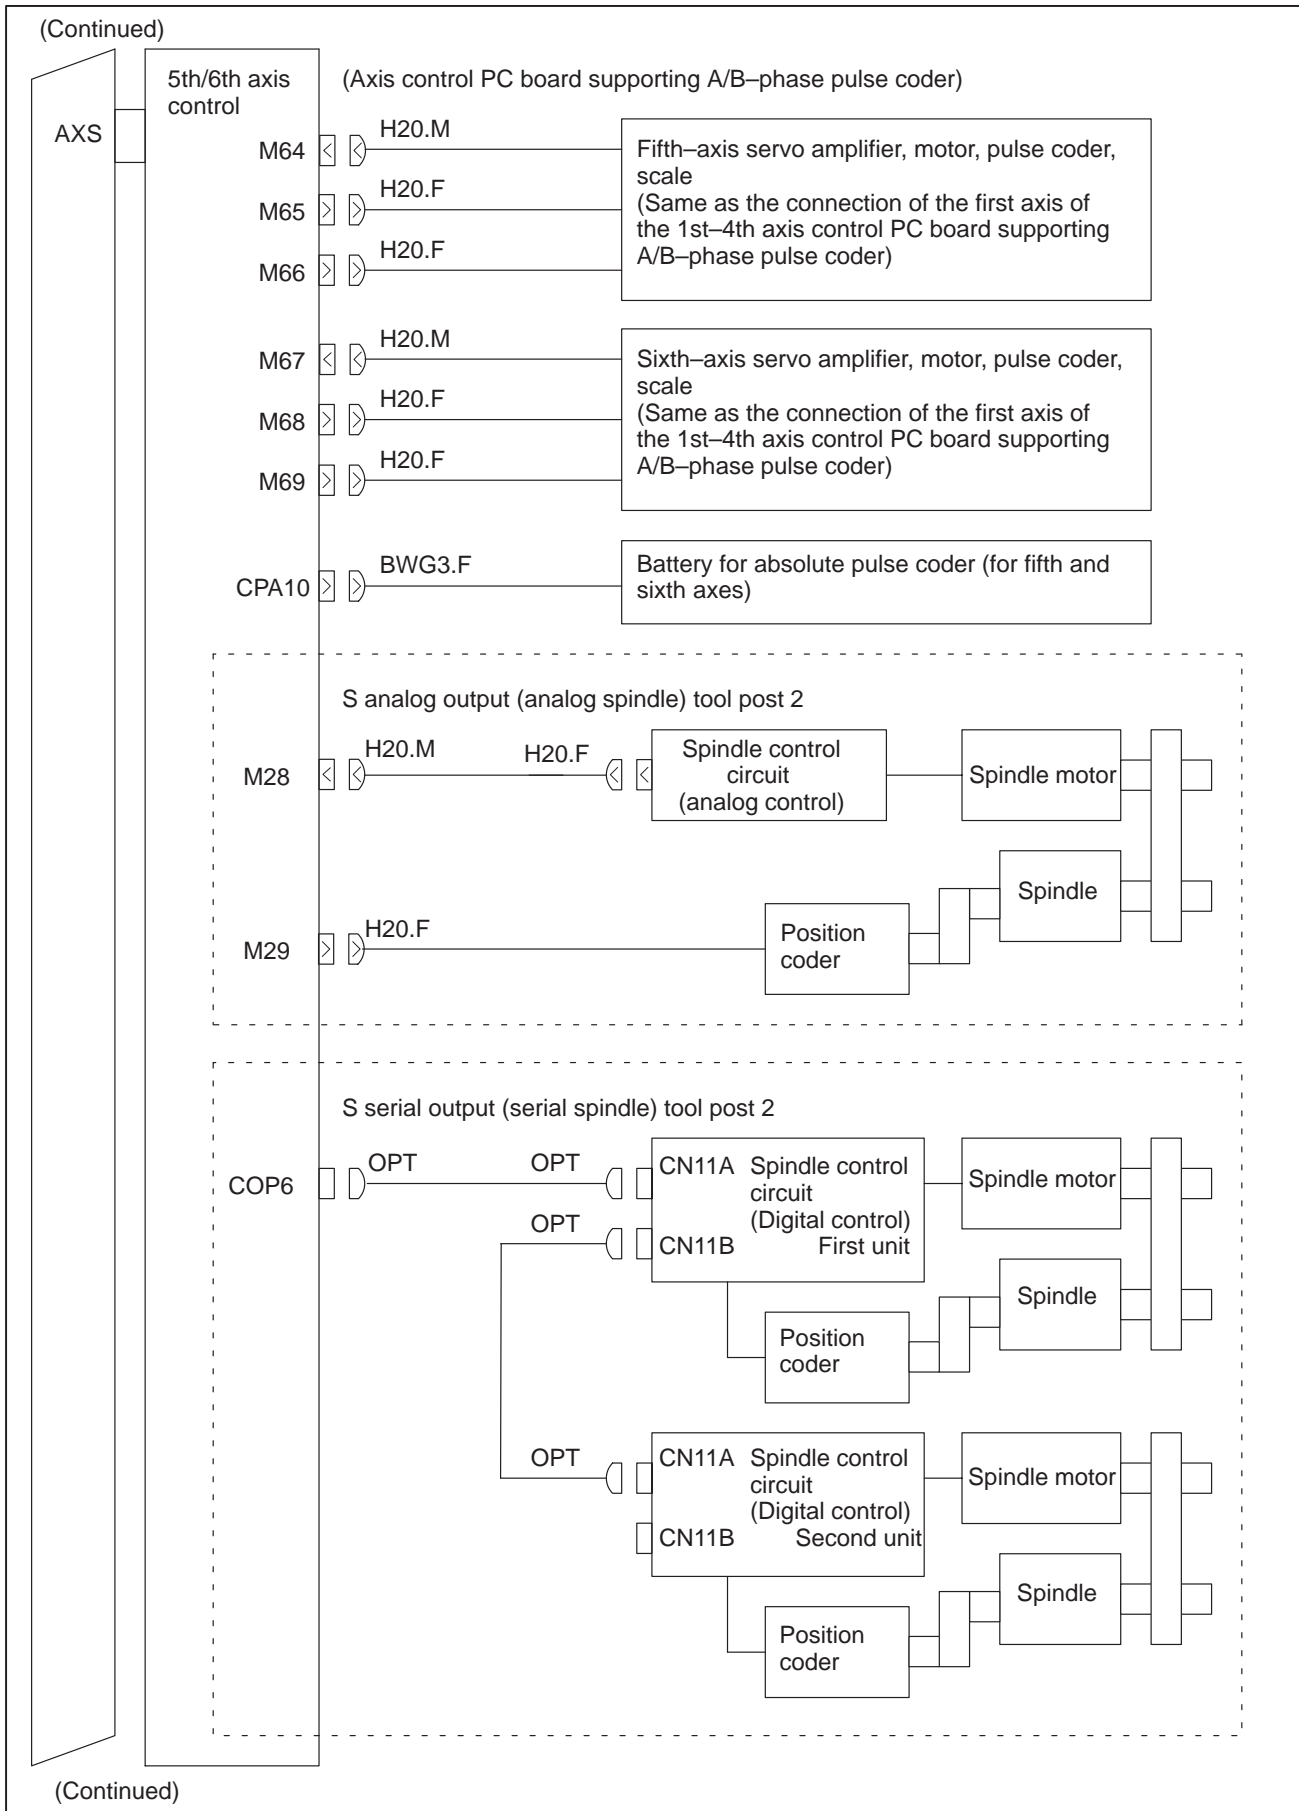 (Continued)
5th/6th axis
control
(Axis control PC board supporting A/B–phase pulse coder)
AXS
M64
H20.M
M65
H20.F
M66
H20.F
Fifth–axis servo amplifier, motor, pulse coder,
scale
(Same as the connection of the first axis of
the 1st–4th axis control PC board supporting
A/B–phase pulse coder)
M67
H20.M
M68
H20.F
M69
H20.F
Sixth–axis servo amplifier, motor, pulse coder,
scale
(Same as the connection of the first axis of
the 1st–4th axis control PC board supporting
A/B–phase pulse coder)
CPA10
BWG3.F
Battery for absolute pulse coder (for fifth and
sixth axes)
S analog output (analog spindle) tool post 2
M28
H20.M
H20.F
Spindle control
circuit
(analog control)
Spindle motor
Spindle
M29
H20.F
Position
coder
S serial output (serial spindle) tool post 2
COP6
OPT
OPT
CN11A
Spindle control
circuit
(Digital control)
First unit
OPT
CN11B
Spindle motor
Spindle
Position
coder
OPT
CN11A
Spindle control
circuit
(Digital control)
Second unit
CN11B
Spindle motor
Spindle
Position
coder
(Continued)